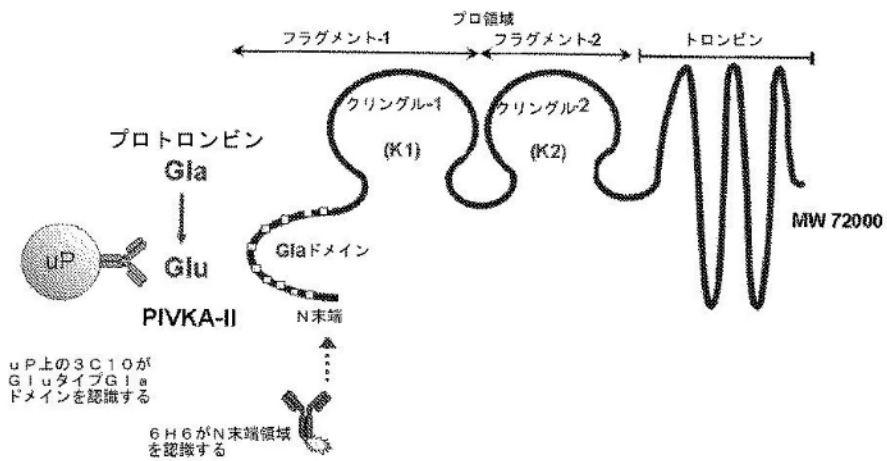 プロ領域
フラグメント-1
フラグメント-2
トロンビン
クリングル-1
(K1)
クリングル-2
(K2)
プロトロンビン
Gla
Glu
uP
PIVKA-II
Glaドメイン
N末端
MW 72000
uP上の3C10が
GluタイプGla
ドメインを認識する
6H6がN末端領域
を認識する